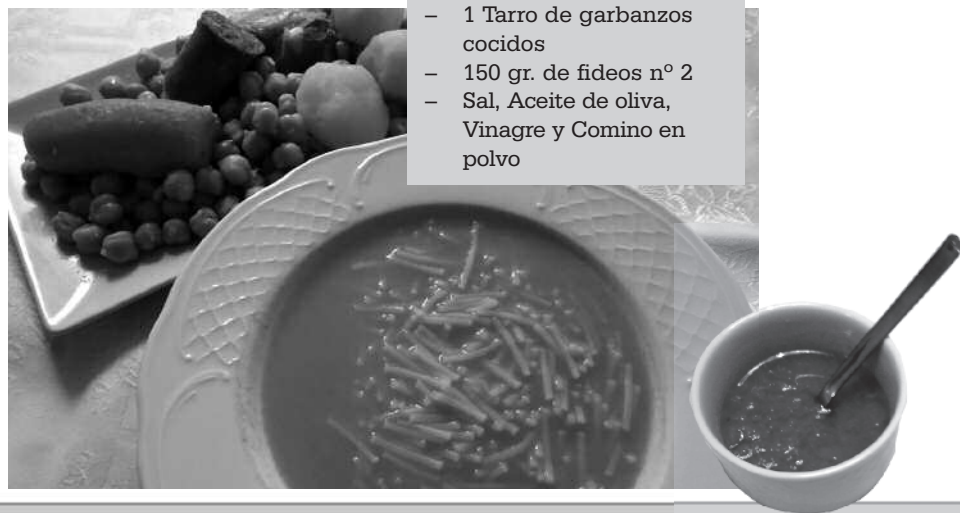 – 1 Tarro de garbanzos
cocidos
– 150 gr. de fideos nº 2
– Sal, Aceite de oliva,
Vinagre y Comino en
polvo